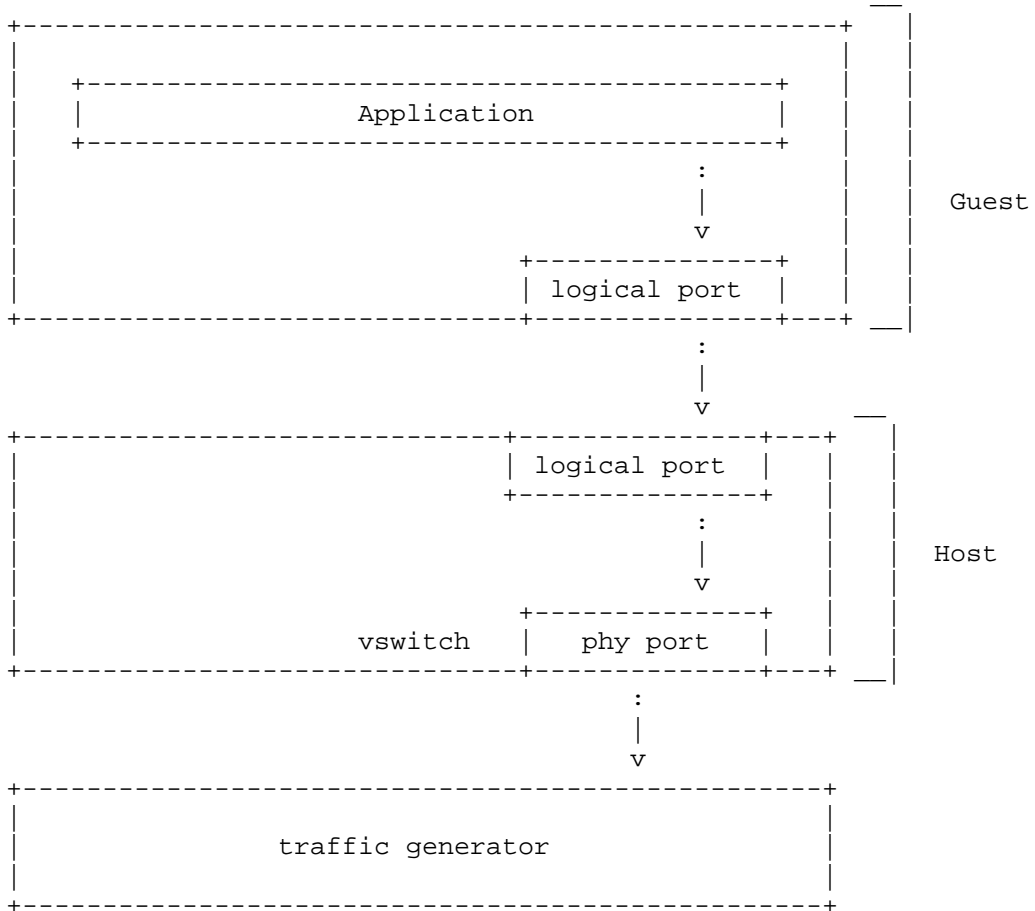 Application
Guest
logical port
logical port
Host
vswitch
phy port
traffic generator